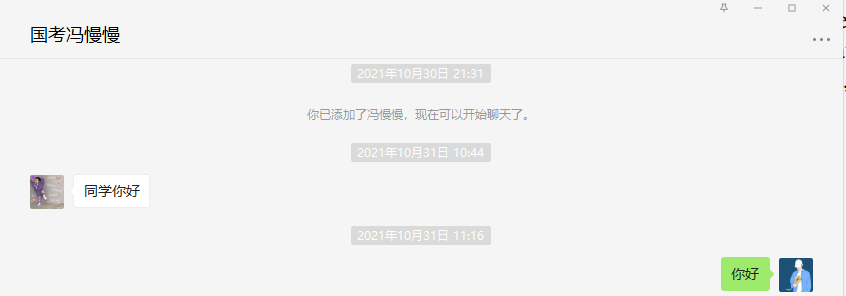 国考冯慢慢
2021年10月30日 21:31
你已添加了冯慢慢，现在可以开始聊天了。
2021年10月31日 10:44
同学你好
2021年10月31日 11:16
你好